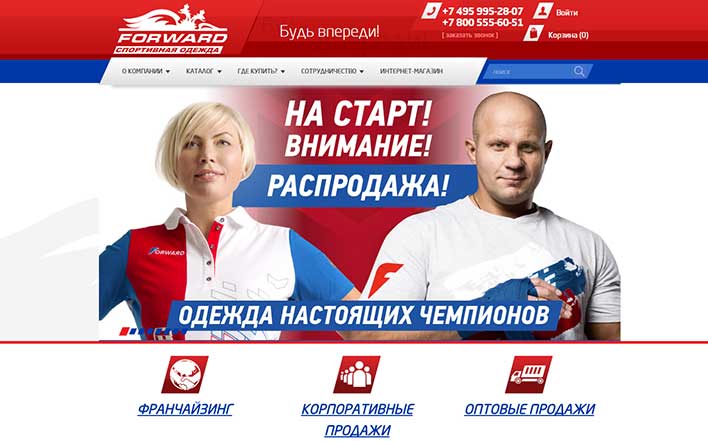 FORWARD
СПОРТИВНАЯ ОДЕЖДА
Будь впереди!
+7 495 995-28-07
+7 800 555-60-51
[ заказать звонок ]
Войти
Корзина (0)
О КОМПАНИИ
КАТАЛОГ
ГДЕ КУПИТЬ?
СОТРУДНИЧЕСТВО
ИНТЕРНЕТ-МАГАЗИН
ПОИСК
НА СТАРТ!
ВНИМАНИЕ!
РАСПРОДАЖА!
FORWARD
ОДЕЖДА НАСТОЯЩИХ ЧЕМПИОНОВ
ФРАНЧАЙЗИНГ
КОРПОРАТИВНЫЕ
ПРОДАЖИ
ОПТОВЫЕ ПРОДАЖИ